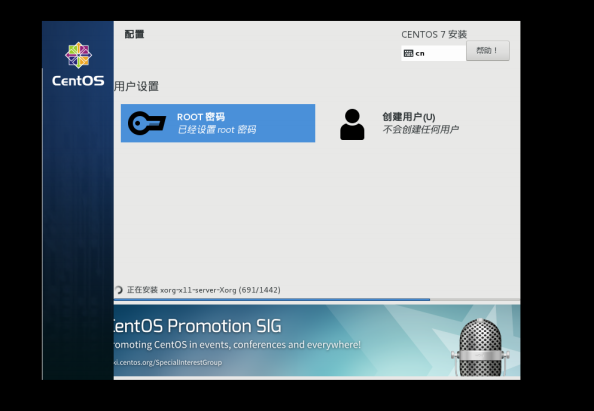 配置
CENTOS 7 安装
cn
帮助！
CentOS
用户设置
ROOT 密码
已经设置 root 密码
创建用户(U)
不会创建任何用户
正在安装 xorg-x11-server-Xorg (691/1442)
entOS Promotion SIG
omoting CentOS in events, conferences and everywhere!
ki.centos.org/SpecialInterestGroup